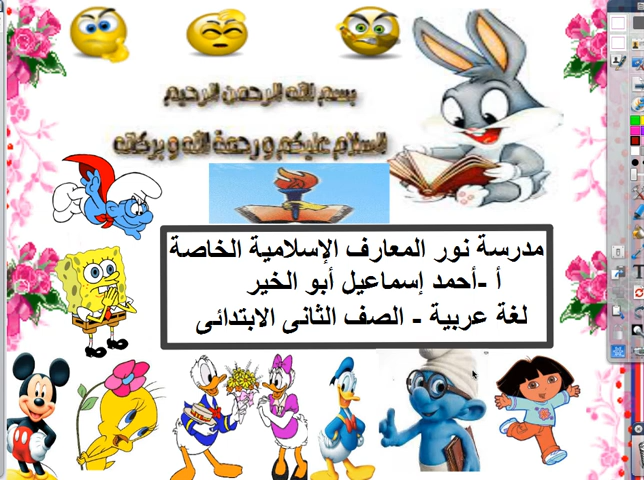 بسم الله الرحمن الرحيم
السلام عليكم و رحمة الله و بركاته
مدرسة نور المعارف الإسلامية الخاصة
أ -أحمد إسماعيل أبو الخير
لغة عربية - الصف الثانى الابتدائى